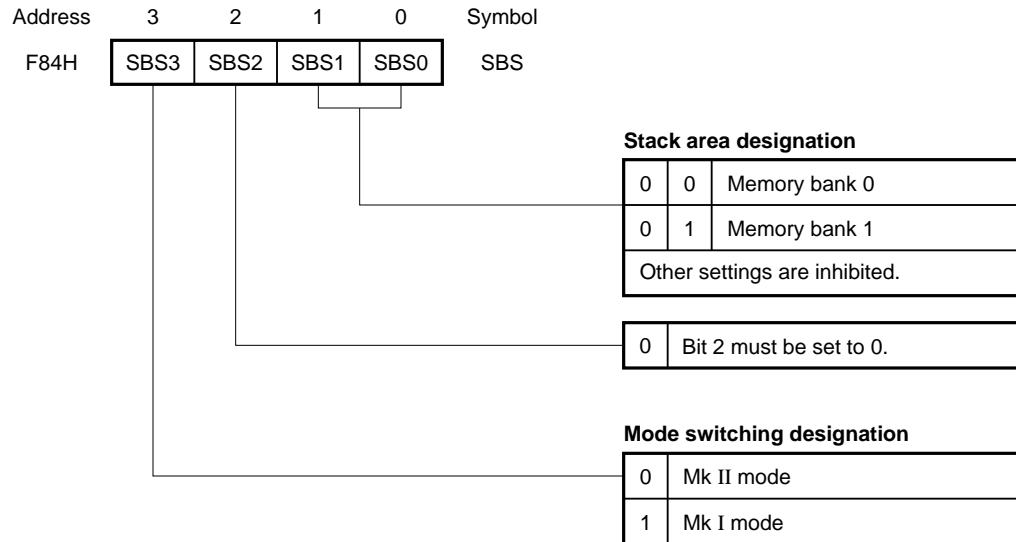 Address 3 2 1 0 Symbol
F84H SBS3 SBS2 SBS1 SBS0 SBS
Stack area designation
0 0 Memory bank 0
0 1 Memory bank 1
Other settings are inhibited.
0 Bit 2 must be set to 0.
Mode switching designation
0 Mk II mode
1 Mk I mode